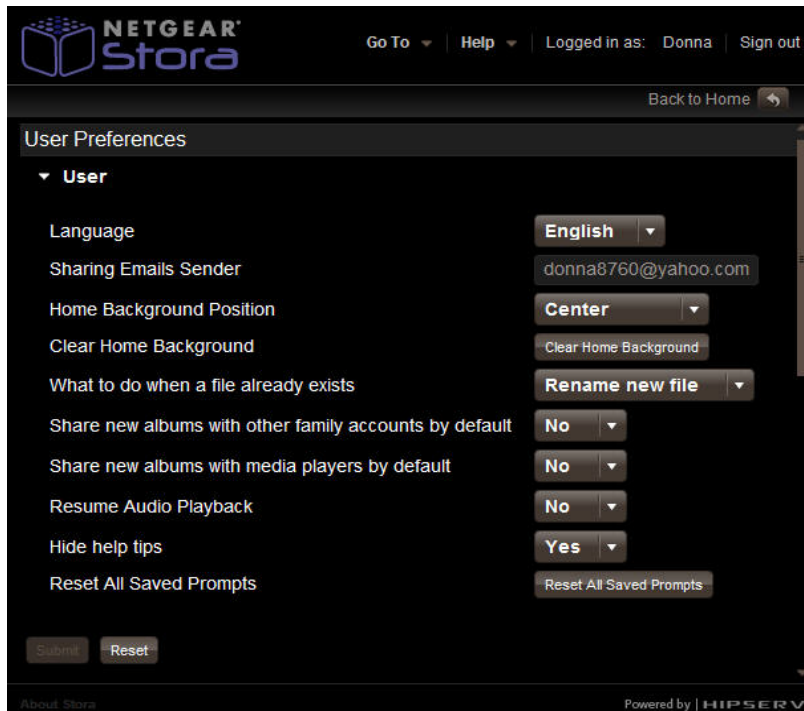 NETGEAR
Stora
Go To Help Logged in as: Donna Sign out
Back to Home
User Preferences
User
Language English
Sharing Emails Sender donna8760@yahoo.com
Home Background Position Center
Clear Home Background Clear Home Background
What to do when a file already exists Rename new file
Share new albums with other family accounts by default No
Share new albums with media players by default No
Resume Audio Playback No
Hide help tips Yes
Reset All Saved Prompts Reset All Saved Prompts
Submit Reset
About Stora Powered by | HIPSERV